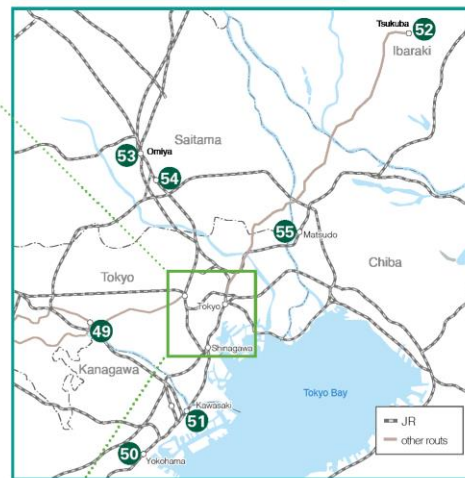 Tsukuba
52
Ibaraki
Saitama
53
Omiya
54
55
Matsudo
Tokyo
Chiba
Tokyo
49
Shinagawa
Kanagawa
Tokyo Bay
Kawasaki
51
JR
other routs
50
Yokohama